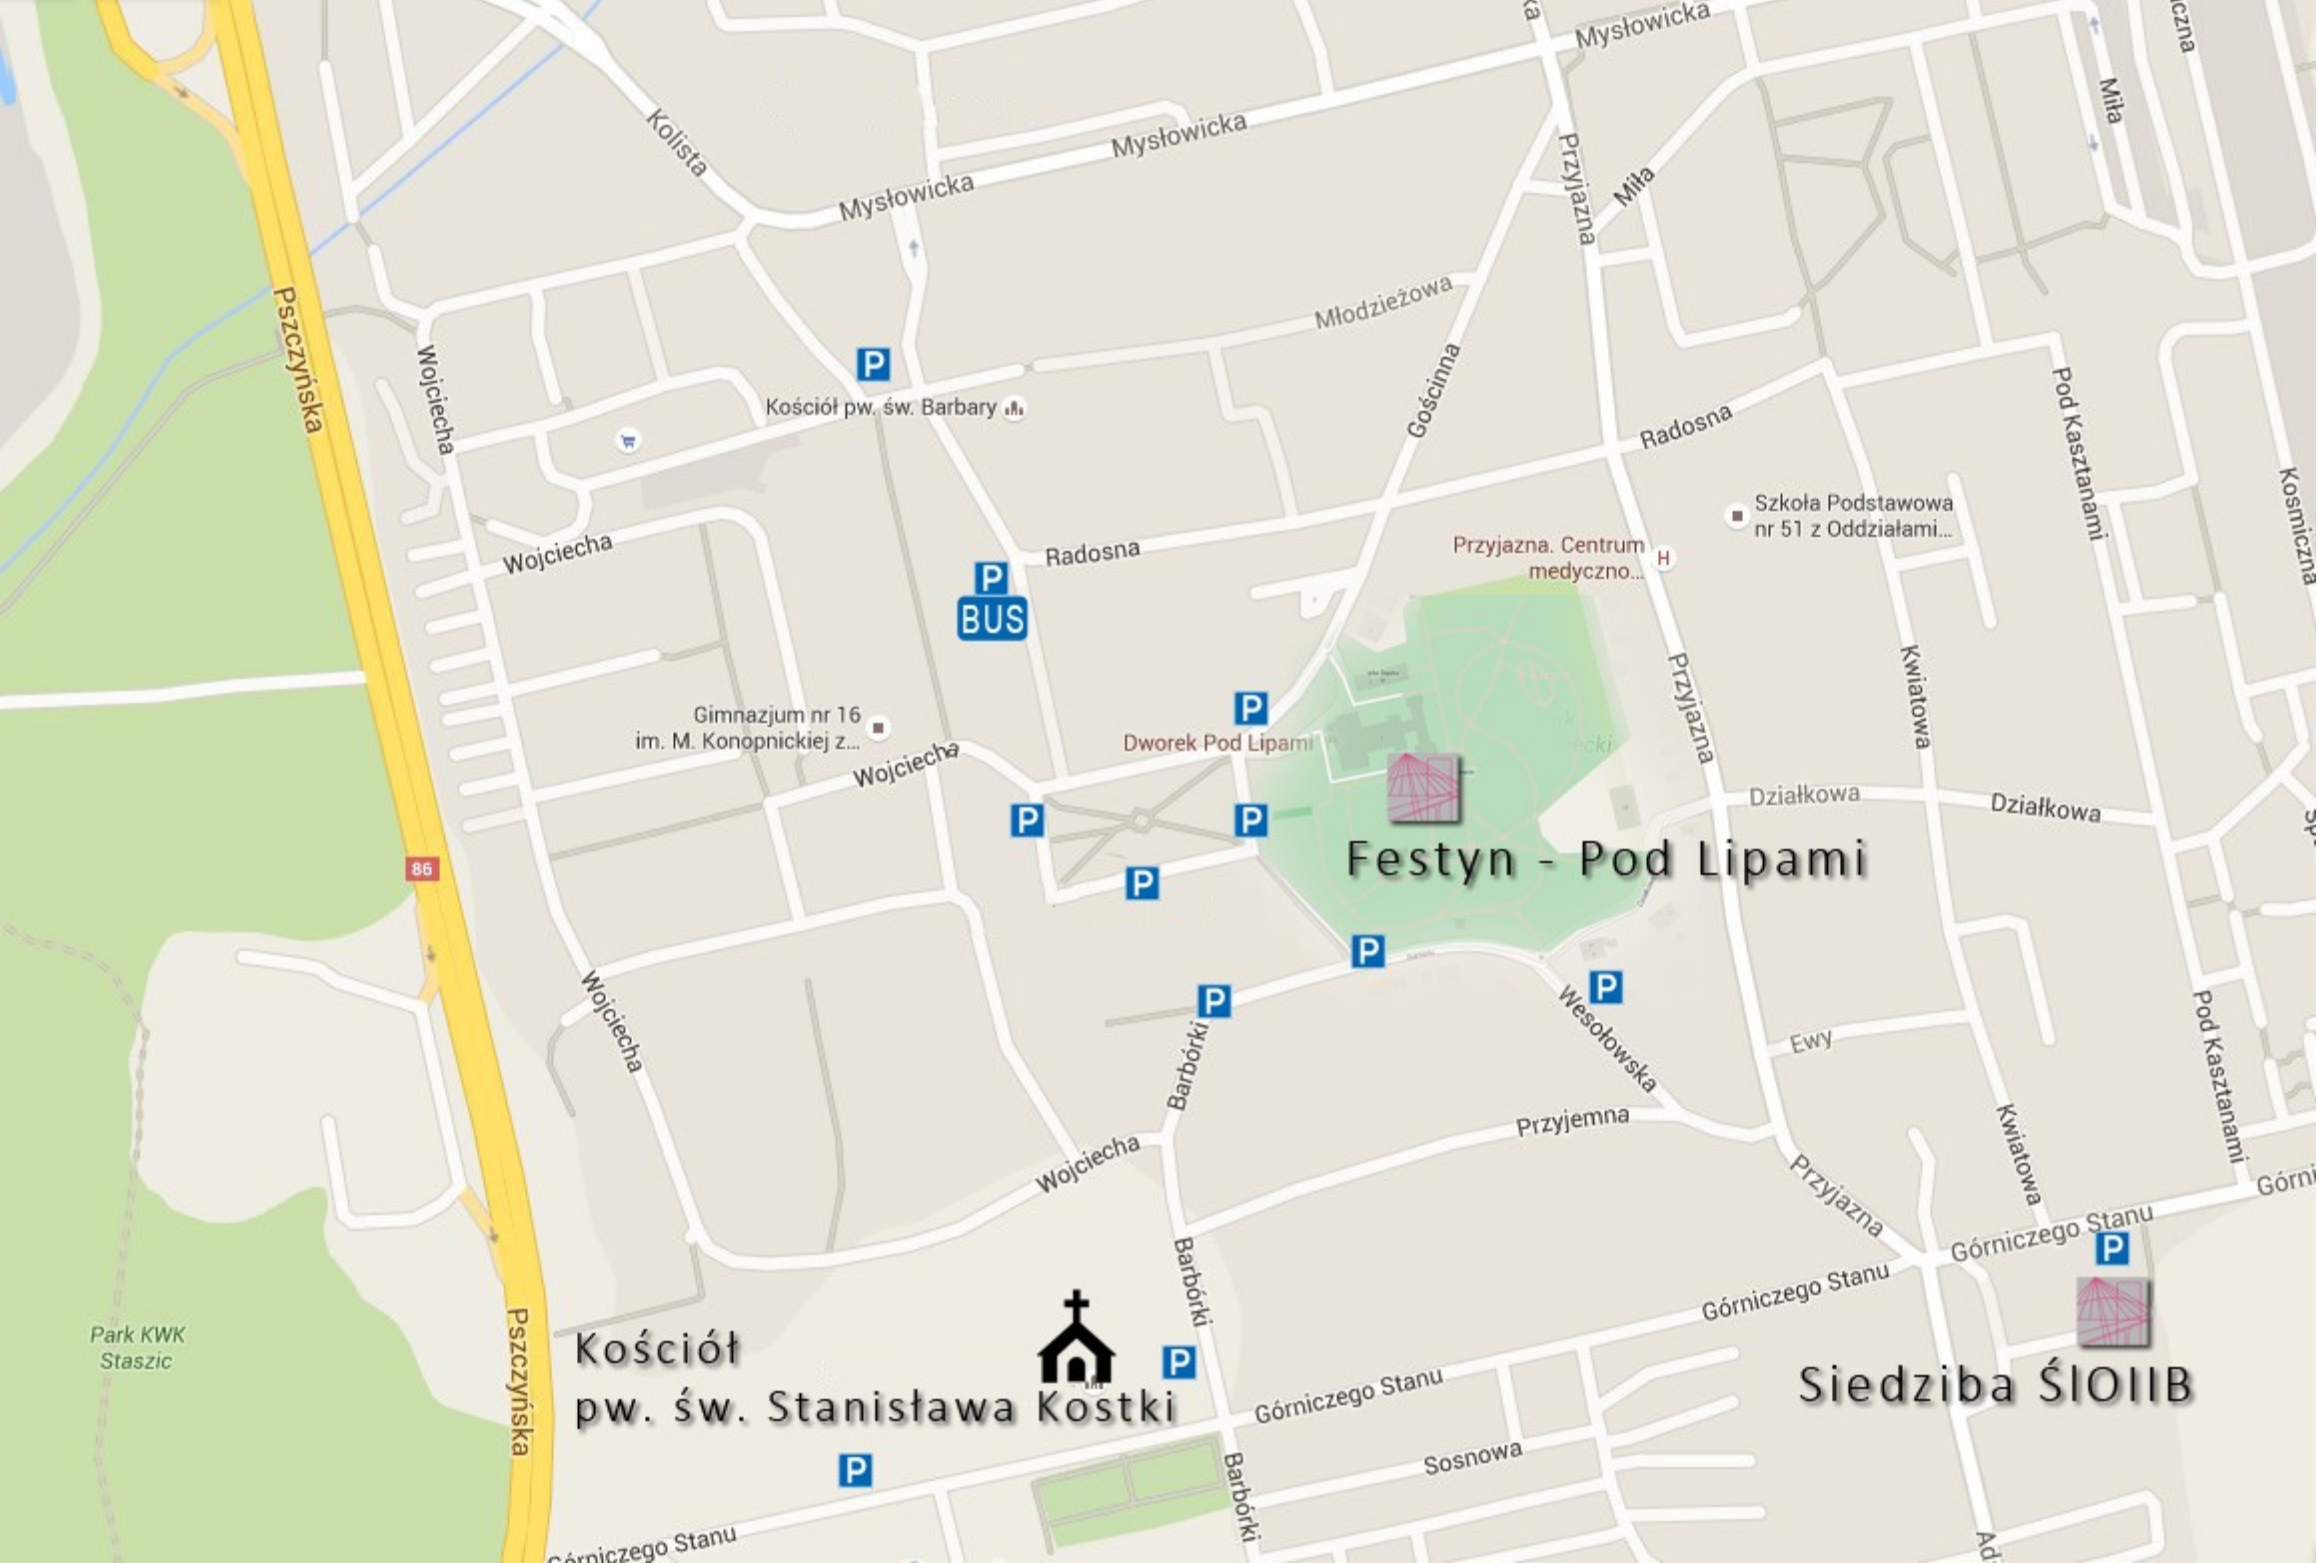 Mysłowicka
Kolista
Mysłowicka
Mysłowicka
Przyjazna
Miła
Miła
Pszczyńska
Wojciecha
Młodzieżowa
Gościnna
P
Kościół pw. św. Barbary
Radosna
Pod Kasztanami
Kosmiczna
Szkoła Podstawowa
nr 51 z Oddziałami...
Wojciecha
Radosna
Przyjazna. Centrum
medyczno...
H
P
BUS
Przyjazna
Kwiatowa
Gimnazjum nr 16
im. M. Konopnickiej z...
P
Dworek Pod Lipami
Wojciecha
Działkowa
Działkowa
P
P
86
Festyn - Pod Lipami
P
P
P
P
Wojciecha
Barbórki
Wesołowska
Ewy
Pod Kasztanami
Przyjemna
Wojciecha
Kwiatowa
Przyjazna
Górniczego Stanu
P
Barbórki
Górniczego Stanu
Park KWK
Staszic
Pszczyńska
Kościół
pw. św. Stanisława Kostki
P
Siedziba ŚlOIIB
Górniczego Stanu
Sosnowa
P
Barbórki
Górniczego Stanu